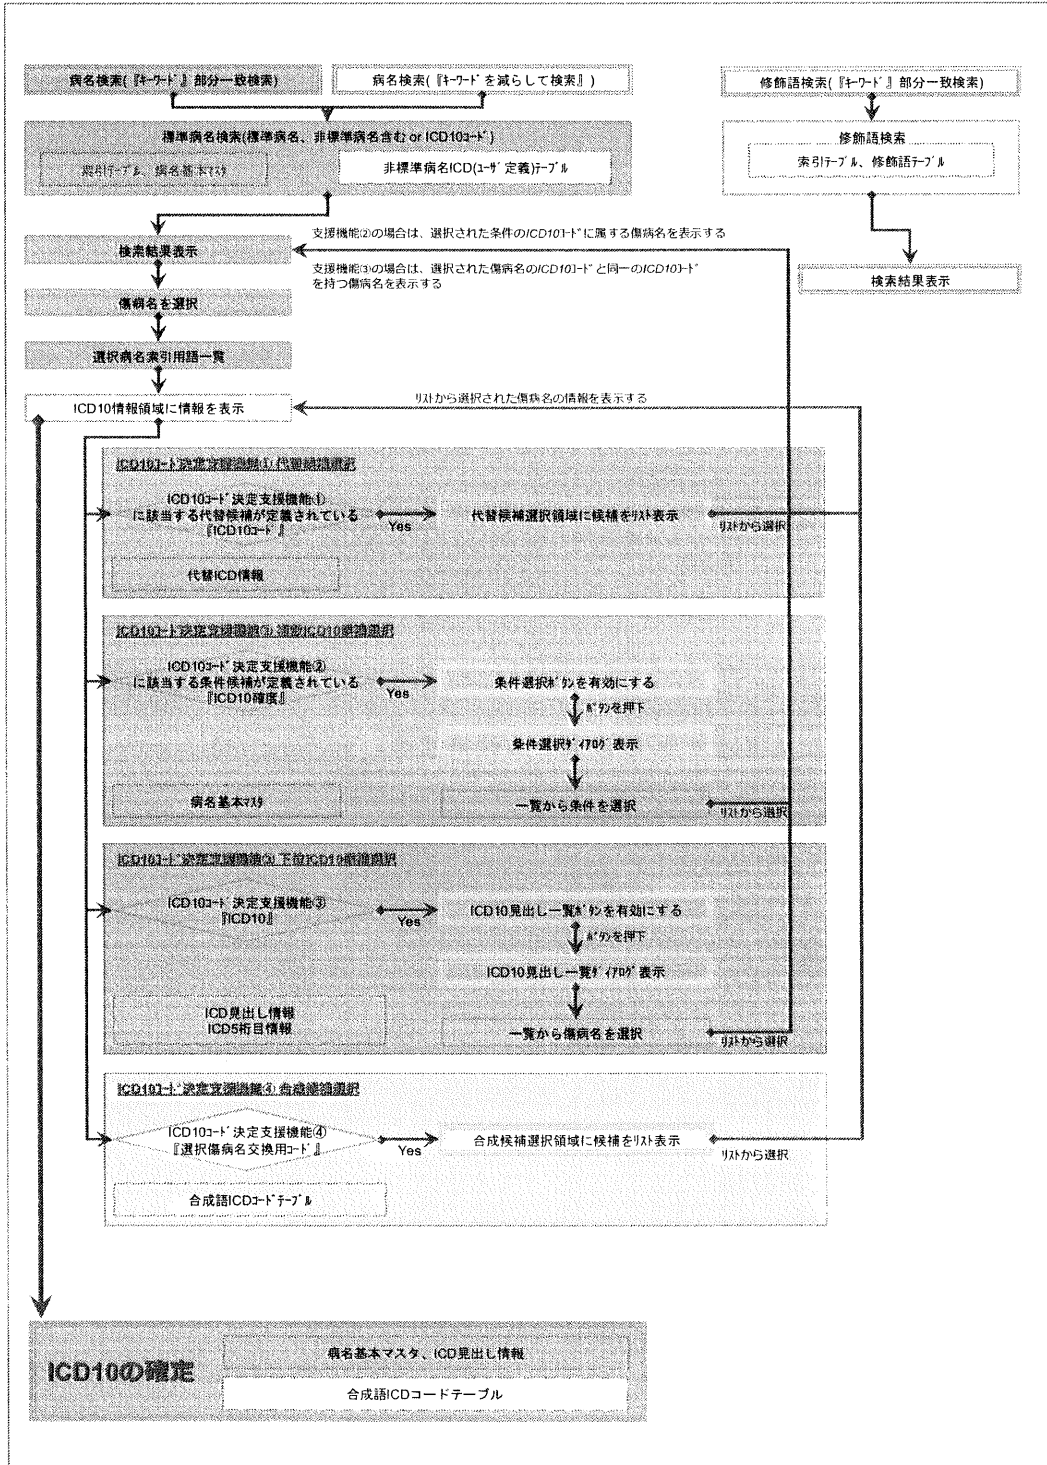 病名検索(『ｷｰﾜｰﾄﾞ』部分一致検索)
病名検索(『ｷｰﾜｰﾄﾞを減らして検索』)
修飾語検索(『ｷｰﾜｰﾄﾞ』部分一致検索)
標準病名検索(標準病名、非標準病名含む or ICD10ｺｰﾄﾞ)
索引ﾃｰﾌﾞﾙ、病名基本ﾏｽﾀ
非標準病名ICD(ﾕｰｻﾞ定義)ﾃｰﾌﾞﾙ
修飾語検索
索引ﾃｰﾌﾞﾙ、修飾語ﾃｰﾌﾞﾙ
支援機能②の場合は、選択された条件のICD10ｺｰﾄﾞに属する傷病名を表示する
検索結果表示
支援機能③の場合は、選択された傷病名のICD10ｺｰﾄﾞと同一のICD10ｺｰﾄﾞ
を持つ傷病名を表示する
検索結果表示
傷病名を選択
選択病名索引用語一覧
ICD10情報領域に情報を表示
ﾘｽﾄから選択された傷病名の情報を表示する
ICD10ｺｰﾄﾞ決定支援機能① 代替候補選択
ICD10ｺｰﾄﾞ決定支援機能①
に該当する代替候補が定義されている
『ICD10ｺｰﾄﾞ』
Yes
代替候補選択領域に候補をﾘｽﾄ表示
ﾘｽﾄから選択
代替ICD情報
ICD10ｺｰﾄﾞ決定支援機能② ICD10候補選択
ICD10ｺｰﾄﾞ決定支援機能②
に該当する条件候補が定義されている
『ICD10確度』
Yes
条件選択ﾎﾞﾀﾝを有効にする
ﾎﾞﾀﾝを押下
条件選択ﾀﾞｲｱﾛｸﾞ表示
病名基本ﾏｽﾀ
一覧から条件を選択
ﾘｽﾄから選択
ICD10ｺｰﾄﾞ決定支援機能③ 下位ICD10候補選択
ICD10ｺｰﾄﾞ決定支援機能③
『ICD10』
Yes
ICD10見出し一覧ﾎﾞﾀﾝを有効にする
ﾎﾞﾀﾝを押下
ICD10見出し一覧ﾀﾞｲｱﾛｸﾞ表示
ICD見出し情報
ICD5桁目情報
一覧から傷病名を選択
ﾘｽﾄから選択
ICD10ｺｰﾄﾞ決定支援機能④ 合成候補選択
ICD10ｺｰﾄﾞ決定支援機能④
『選択傷病名交換用ｺｰﾄﾞ』
Yes
合成候補選択領域に候補をﾘｽﾄ表示
ﾘｽﾄから選択
合成語ICDｺｰﾄﾞﾃｰﾌﾞﾙ
ICD10の確定
病名基本マスタ、ICD見出し情報
合成語ICDコードテーブル